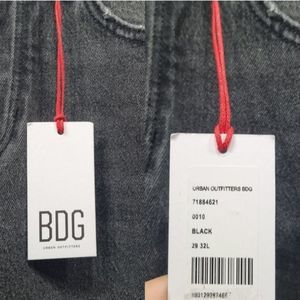 BDG
URBAN OUTFITTERS
URBAN OUTFITTERS BDG
71884621
0010
BLACK
29 32L